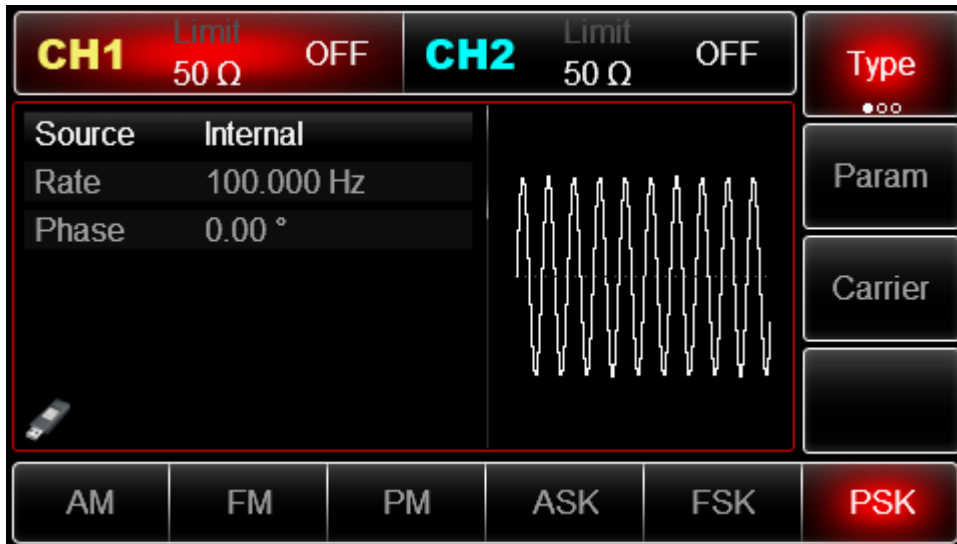 CH1 Limit 50 Ω OFF CH2 Limit 50 Ω OFF
Type
Source Internal
Rate 100.000 Hz
Phase 0.00 °
Param
Carrier
AM FM PM ASK FSK PSK